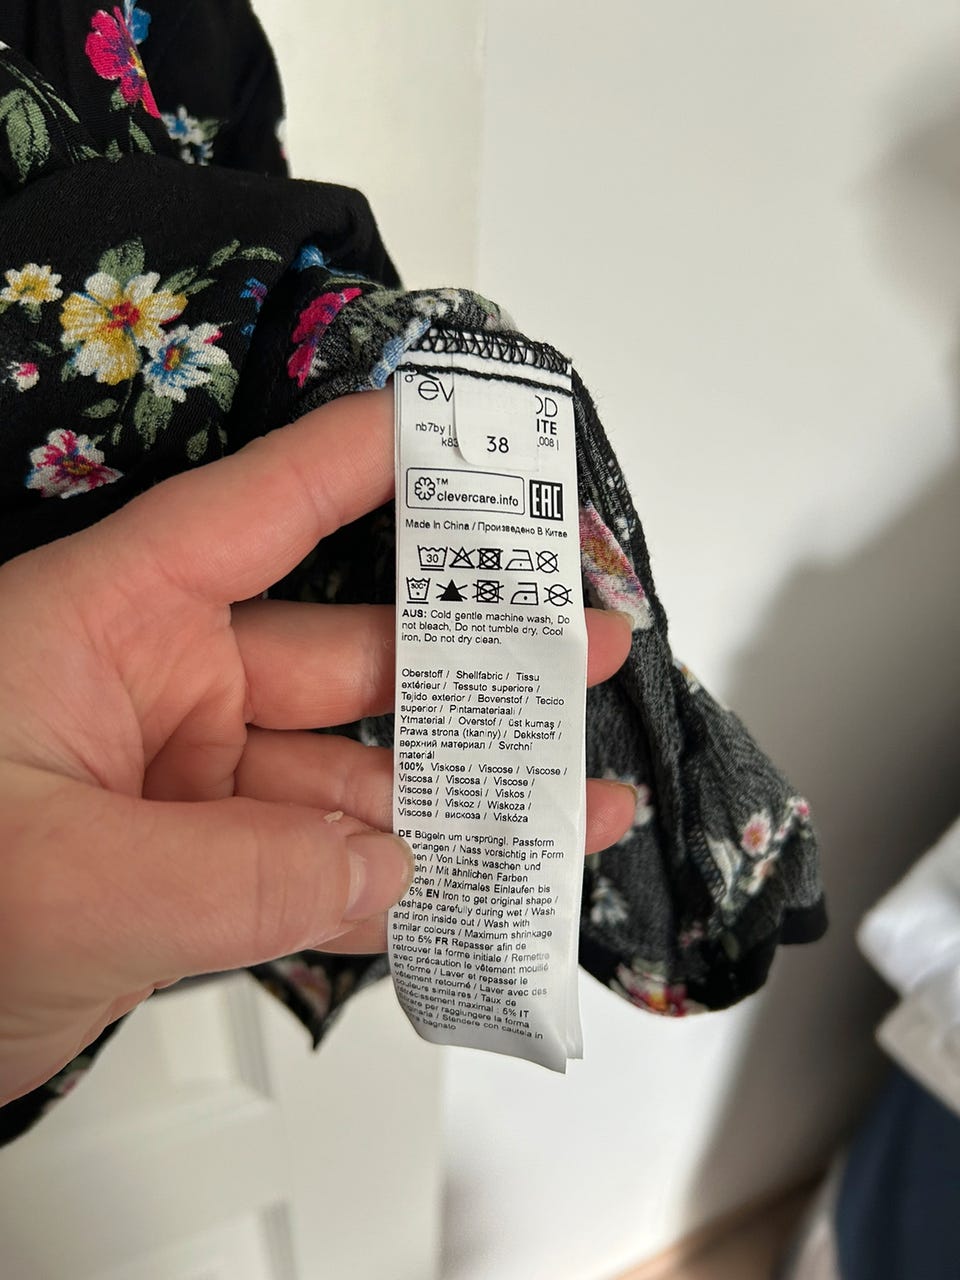 38
nb7by |
008 |
ITE
TM
clevercare.info
EAC
Made In China / Произведено В Китае
30
AUS: Cold gentle machine wash, Do
not bleach, Do not tumble dry, Cool
iron, Do not dry clean.
Oberstoff / Shellfabric / Tissu
extérieur / Tessuto superiore /
Tejido exterior / Bovenstof / Tecido
superior / Pintamateriaali /
Ytmaterial / Overstof / üst kumaş /
Prawa strona (tkaniny) / Dekkstoff /
верхний материал / Svrchní
materiál
100% Viskose / Viscose / Viscose /
Viscosa / Viscosa / Viscose /
Viscose / Viskoosi / Viskos /
Viskose / Viskoz / Wiskoza /
Viscose / вискоза / Viskóza
DE Bügeln um ursprüngl. Passform
erlangen / Nass vorsichtig in Form
/ Von Links waschen und
/ Mit ähnlichen Farben
/ Maximales Einlaufen bis
5% EN Iron to get original shape /
Reshape carefully during wet / Wash
and iron inside out / Wash with
similar colours / Maximum shrinkage
up to 5% FR Repasser afin de
retrouver la forme initiale / Remettre
avec précaution le vêtement mouillé
en forme / Laver et repasser le
vêtement retourné / Laver avec des
couleurs similaires / Taux de
rétrécissement maximal : 5% IT
per raggiungere la forma
/ Stendere con cautela in
bagnato